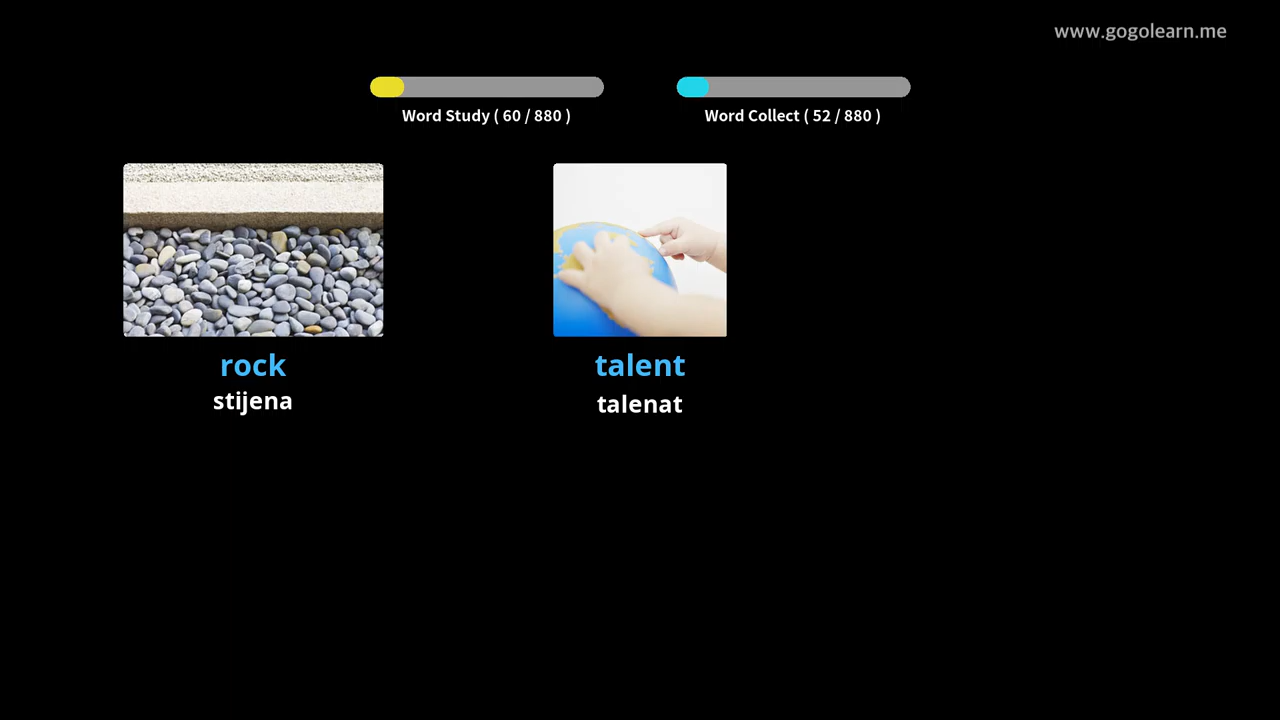 www.gogolearn.me
Word Study ( 60 / 880 )
Word Collect ( 52 / 880 )
rock
stijena
talent
talenat